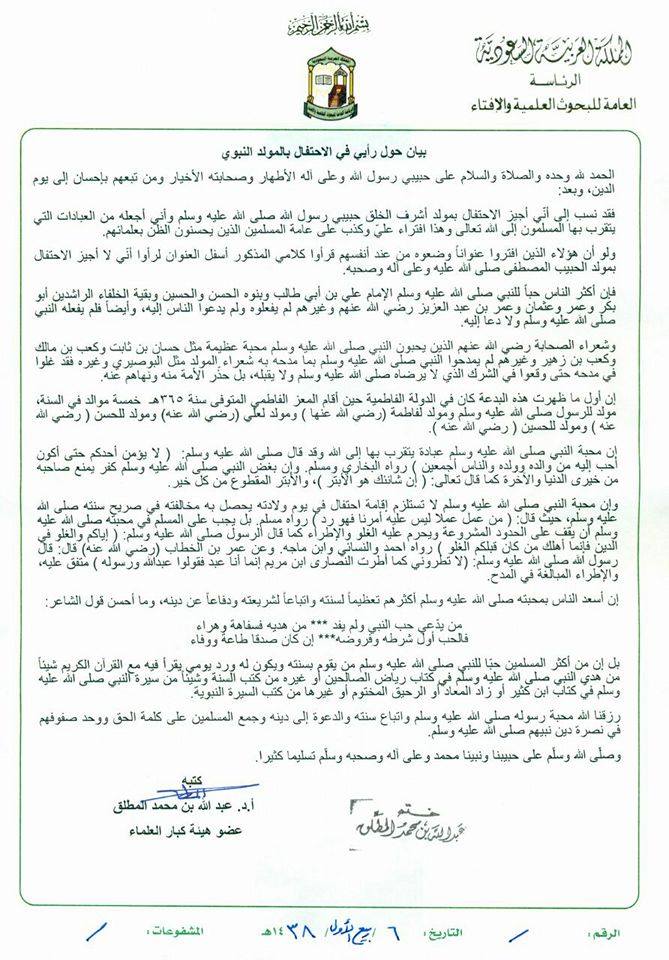 بسم الله الرحمن الرحيم
المملكة العربية السعودية
الرئاسة
العامة للبحوث العلمية والإفتاء
بيان حول رأيي في الاحتفال بالمولد النبوي
الحمد لله وحده والصلاة والسلام على حبيبي رسول الله وعلى آله الأطهار وصحابته الأخيار ومن تبعهم بإحسان إلى يوم
الدين، وبعد:
فقد نسب إلى أنّي أجيز الاحتفال بمولد أشرف الخلق حبيبي رسول الله صلى الله عليه وسلم وأني أجعله من العبادات التي
يتقرب بها المسلمون إلى الله تعالى وهذا افتراء عليّ وكذب على عامة المسلمين الذين يحسنون الظن بعلمائهم.
ولو أن هؤلاء الذين افتروا عنواناً وضعوه من عند أنفسهم قرأوا كلامي المذكور أسفل العنوان لرأوا أنّي لا أجيز الاحتفال
بمولد الحبيب المصطفى صلى الله عليه وعلى آله وصحبه.
فإن أكثر الناس حباً للنبي صلى الله عليه وسلم الإمام علي بن أبي طالب وبنوه الحسن والحسين وبقية الخلفاء الراشدين أبو
بكر وعمر وعثمان وعمر بن عبد العزيز رضي الله عنهم وغيرهم لم يفعلوه ولم يدعوا الناس إليه، وأيضاً فلم يفعله النبي
صلى الله عليه وسلم ولا دعا إليه.
وشعراء الصحابة رضي الله عنهم الذين يحبون النبي صلى الله عليه وسلم محبة عظيمة مثل حسان بن ثابت وكعب بن مالك
وكعب بن زهير وغيرهم لم يمدحوا النبي صلى الله عليه وسلم بما مدحه به شعراء المولد مثل البوصيري وغيره فقد غلوا
في مدحه حتى وقعوا في الشرك الذي لا يرضاه صلى الله عليه وسلم ولا يقبله، بل حذّر الأمة منه ونهاهم عنه.
إن أول ما ظهرت هذه البدعة كان في الدولة الفاطمية حين أقام المعز الفاطمي المتوفى سنة ٣٦٥هـ خمسة موالد في السنة،
مولد للرسول صلى الله عليه وسلم ومولد لفاطمة (رضي الله عنها ) ومولد لعلي (رضي الله عنه) ومولد للحسن ( رضي الله
عنه ) ومولد للحسين ( رضي الله عنه ).
إن محبة النبي صلى الله عليه وسلم عبادة يتقرب بها إلى الله وقد قال صلى الله عليه وسلم: ( لا يؤمن أحدكم حتى أكون
أحب إليه من والده وولده والناس أجمعين ) رواه البخاري ومسلم. وإن بغض النبي صلى الله عليه وسلم كفر يمنع صاحبه
من خيري الدنيا والآخرة كما قال تعالى: ( إن شانئك هو الأبتر )، والأبتر المقطوع من كل خير.
وإن محبة النبي صلى الله عليه وسلم لا تستلزم إقامة احتفال في يوم ولادته يحصل به مخالفته في صريح سنته صلى الله
عليه وسلم، حيث قال: ( من عمل عملا ليس عليه أمرنا فهو رد ) رواه مسلم. بل يجب على المسلم في محبته صلى الله عليه
وسلم أن يقف على الحدود المشروعة ويحرم عليه الغلو والإطراء كما قال الرسول صلى الله عليه وسلم: ( إياكم والغلو في
الدين فإنما أهلك من كان قبلكم الغلو ) رواه احمد والنسائي وابن ماجه. وعن عمر بن الخطاب (رضي الله عنه) قال: قال
رسول الله صلى الله عليه وسلم: (لا تطروني كما أطرت النصارى ابن مريم إنما أنا عبد فقولوا عبدالله ورسوله ) متفق عليه،
والإطراء المبالغة في المدح.
إن أسعد الناس بمحبته صلى الله عليه وسلم أكثرهم تعظيماً لسنته واتباعاً لشريعته ودفاعاً عن دينه، وما احسن قول الشاعر:
من يدّعي حب النبي ولم يفد *** من هديه فسفاهة وهراء
فالحب أول شرطه وفروضه*** إن كان صدقا طاعة ووفاء
بل إن من أكثر المسلمين حبًا للنبي صلى الله عليه وسلم من يقوم بسنته ويكون له ورد يومي يقرأ فيه مع القرآن الكريم شيئاً
من هدي النبي صلى الله عليه وسلم في كتاب رياض الصالحين أو غيره من كتب السنة وشيئاً من سيرة النبي صلى الله عليه
وسلم في كتاب ابن كثير أو زاد المعاد أو الرحيق المختوم أو غيرها من كتب السيرة النبوية.
رزقنا الله محبة رسوله صلى الله عليه وسلم واتباع سنته والدعوة إلى دينه وجمع المسلمين على كلمة الحق ووحد صفوفهم
في نصرة دين نبيهم صلى الله عليه وسلم.
وصلّى الله وسلّم على حبيبنا ونبينا محمد وعلى آله وصحبه وسلّم تسليما كثيرا.
كتبه
أ.د. عبد الله بن محمد المطلق
عضو هيئة كبار العلماء
ختم
عبدالله بن محمد المطلق
الرقم: / التاريخ: ٦ / ربيع الأول / ١٤٣٨هـ المشفوعات: /